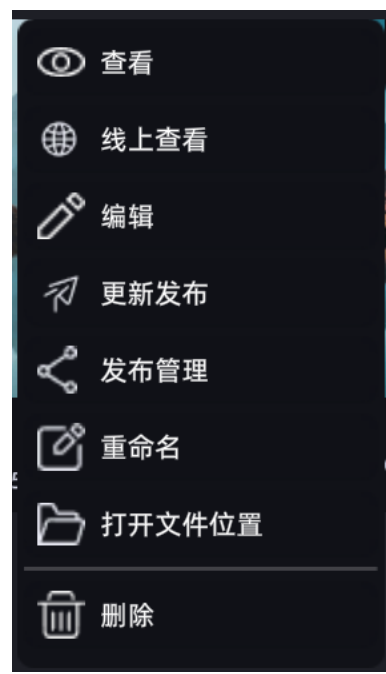 查看
线上查看
编辑
更新发布
发布管理
重命名
打开文件位置
删除